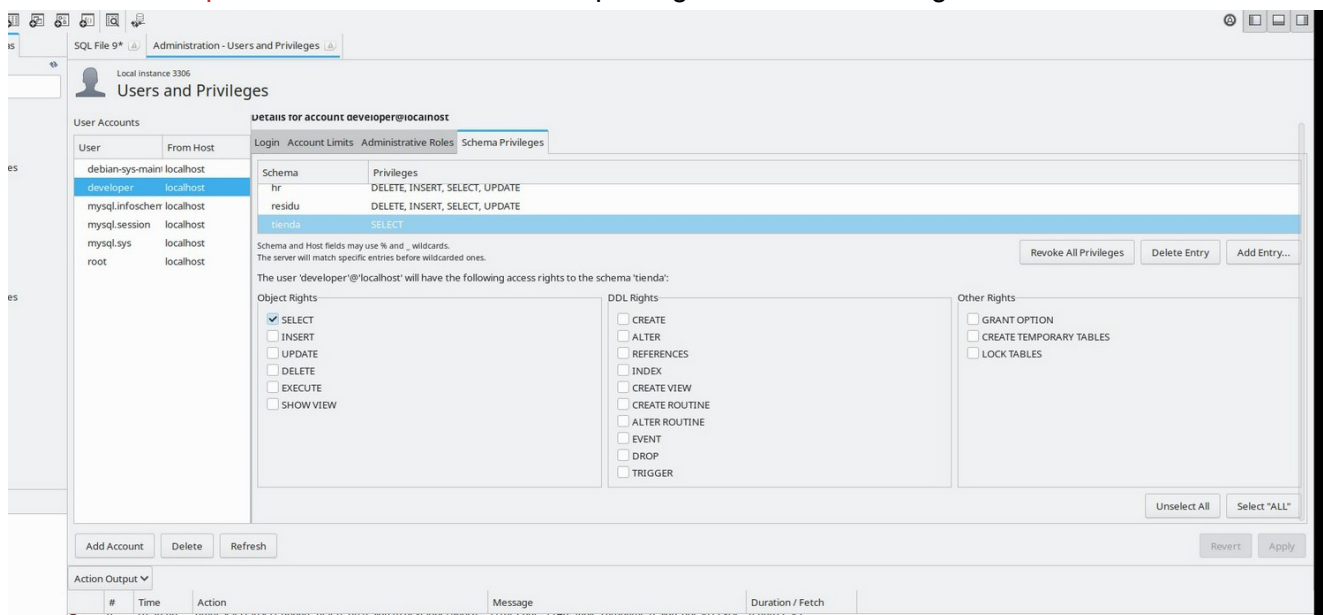 SQL File 9*
Administration - Users and Privileges
Local instance 3306
Users and Privileges
User Accounts
Details for account developer@localhost
User From Host
Login Account Limits Administrative Roles Schema Privileges
debian-sys-maint localhost
developer localhost
mysql.infoschem localhost
mysql.session localhost
mysql.sys localhost
root localhost
Schema Privileges
hr DELETE, INSERT, SELECT, UPDATE
residu DELETE, INSERT, SELECT, UPDATE
tienda SELECT
Schema and Host fields may use % and _ wildcards.
The server will match specific entries before wildcarded ones.
Revoke All Privileges Delete Entry Add Entry...
The user 'developer'@'localhost' will have the following access rights to the schema 'tienda':
Object Rights
SELECT
INSERT
UPDATE
DELETE
EXECUTE
SHOW VIEW
DDL Rights
CREATE
ALTER
REFERENCES
INDEX
CREATE VIEW
CREATE ROUTINE
ALTER ROUTINE
EVENT
DROP
TRIGGER
Other Rights
GRANT OPTION
CREATE TEMPORARY TABLES
LOCK TABLES
Unselect All Select "ALL"
Add Account Delete Refresh
Revert Apply
Action Output
# Time Action Message Duration / Fetch